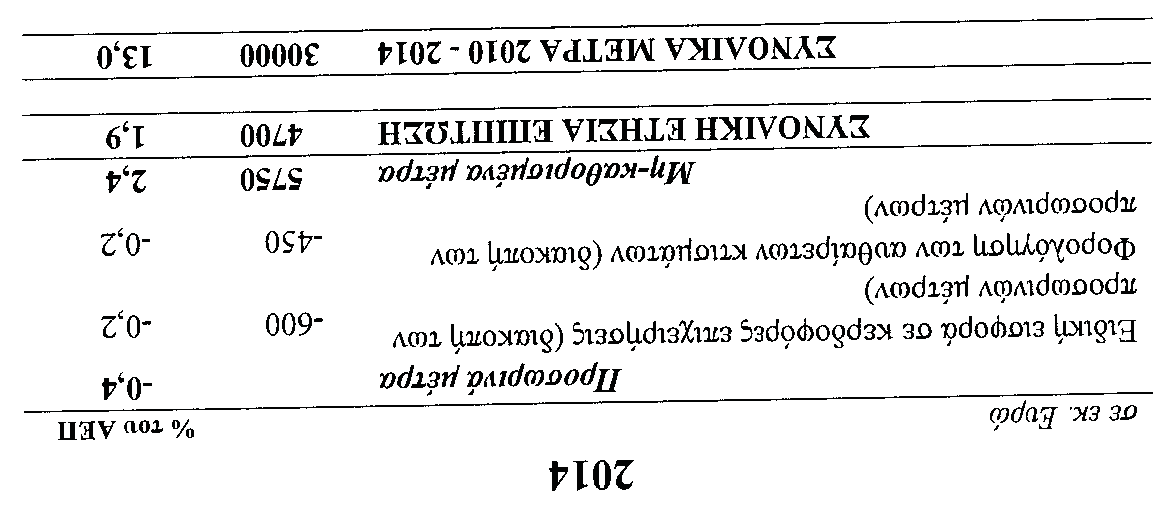 2014
σε εκ. Ευρώ % του ΑΕΠ
Προσωρινά μέτρα -0,4
Ειδική εισφορά σε κερδοφόρες επιχειρήσεις (διακοπή των -600 -0,2
προσωρινών μέτρων)
Φορολόγηση των αυθαίρετων κτισμάτων (διακοπή των -450 -0,2
προσωρινών μέτρων)
Μη-καθορισμένα μέτρα 5750 2,4
ΣΥΝΟΛΙΚΗ ΕΤΗΣΙΑ ΕΠΙΠΤΩΣΗ 4700 1,9
ΣΥΝΟΛΙΚΑ ΜΕΤΡΑ 2010 - 2014 30000 13,0